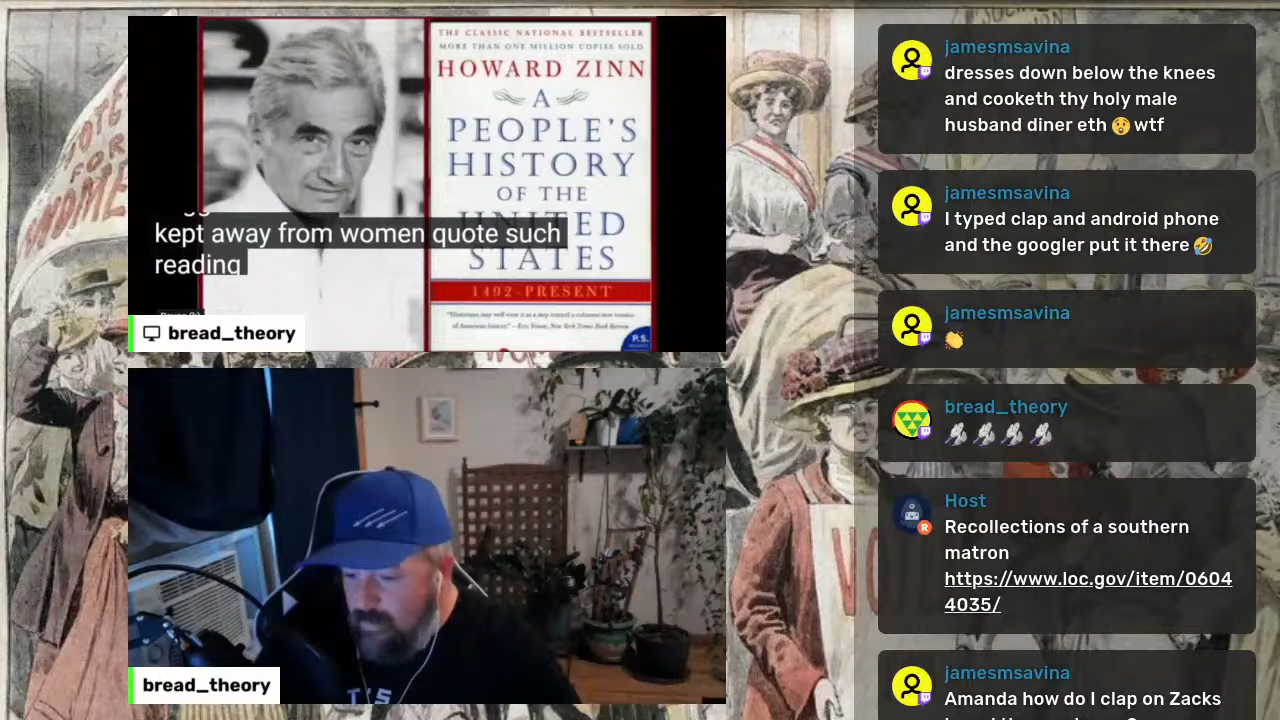 VOTE
FOR
WOMEN
THE CLASSIC NATIONAL BESTSELLER
MORE THAN ONE MILLION COPIES SOLD
HOWARD ZINN
A
PEOPLE'S
HISTORY
OF THE
UNITED
STATES
1492–PRESENT
P.S.
kept away from women quote such
reading
bread_theory
bread_theory
jamesmsavina
dresses down below the knees
and cooketh thy holy male
husband diner eth 😲 wtf
jamesmsavina
I typed clap and android phone
and the googler put it there 🤣
jamesmsavina
👏
bread_theory
Host
Recollections of a southern
matron
https://www.loc.gov/item/0604
4035/
jamesmsavina
Amanda how do I clap on Zacks